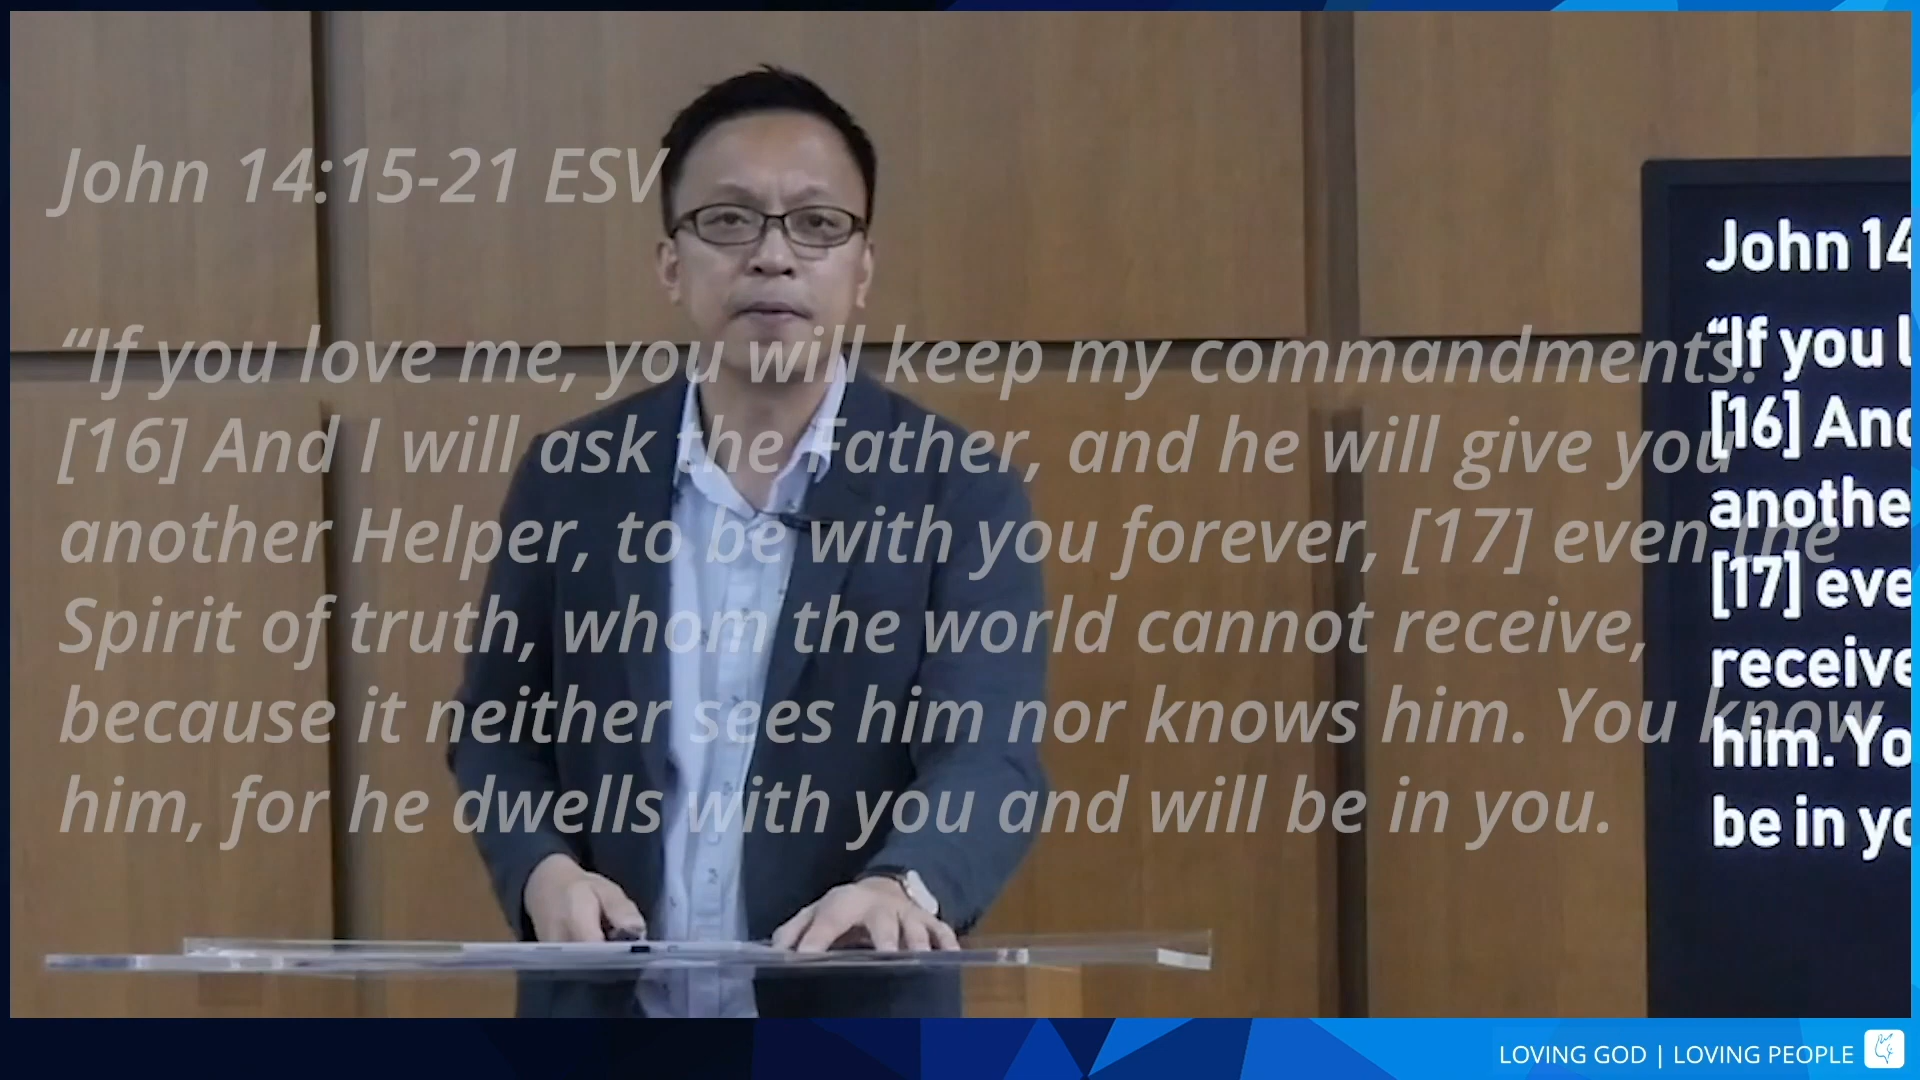 John 14:15-21 ESV
“If you love me, you will keep my commandments.
[16] And I will ask the Father, and he will give you
another Helper, to be with you forever, [17] even the
Spirit of truth, whom the world cannot receive,
because it neither sees him nor knows him. You know
him, for he dwells with you and will be in you.
John 14
“If you l
[16] And
anothe
[17] eve
receive
him. Yo
be in yo
LOVING GOD | LOVING PEOPLE